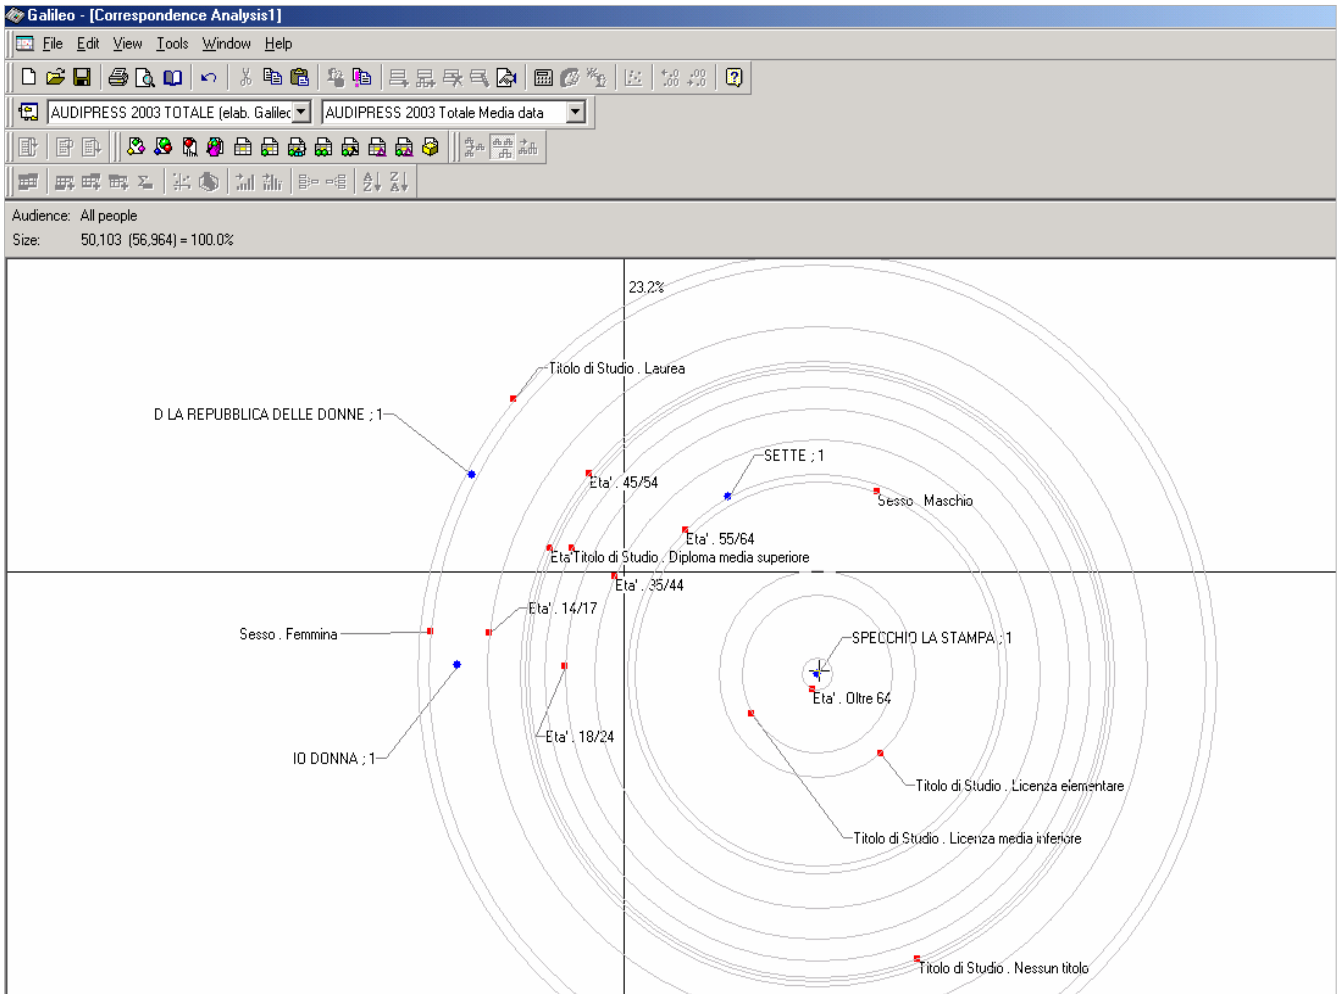 Galileo - [Correspondence Analysis1]
File Edit View Tools Window Help
AUDIPRESS 2003 TOTALE (elab. Galilec AUDIPRESS 2003 Totale Media data
Audience: All people
Size: 50,103 (56,964) = 100.0%
23.2%
Titolo di Studio . Laurea
D LA REPUBBLICA DELLE DONNE ; 1
SETTE ; 1
Eta' . 45/54
Sesso . Maschio
Eta' . 55/64
Eta' Titolo di Studio . Diploma media superiore
Eta' . 35/44
Eta' . 14/17
Sesso . Femmina
SPECCHIO LA STAMPA ; 1
Eta' . Oltre 64
Eta' . 18/24
IO DONNA ; 1
Titolo di Studio . Licenza elementare
Titolo di Studio . Licenza media inferiore
Titolo di Studio . Nessun titolo